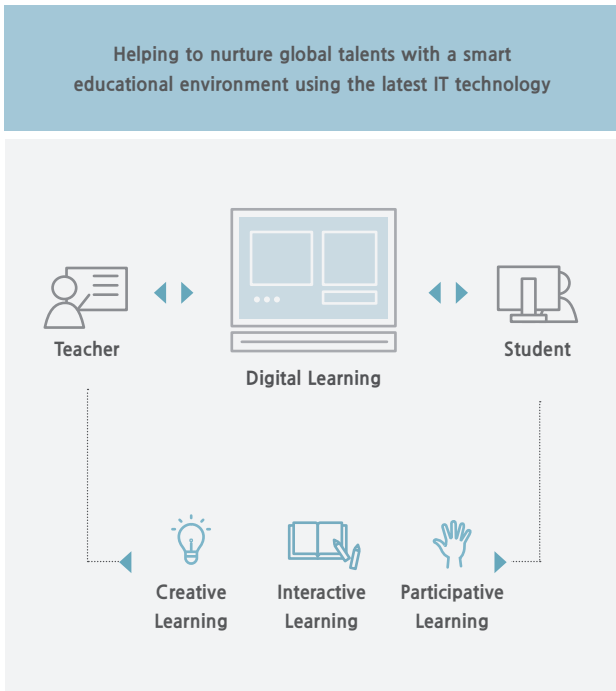 Helping to nurture global talents with a smart
educational environment using the latest IT technology
Teacher
Digital Learning
Student
Creative
Learning
Interactive
Learning
Participative
Learning